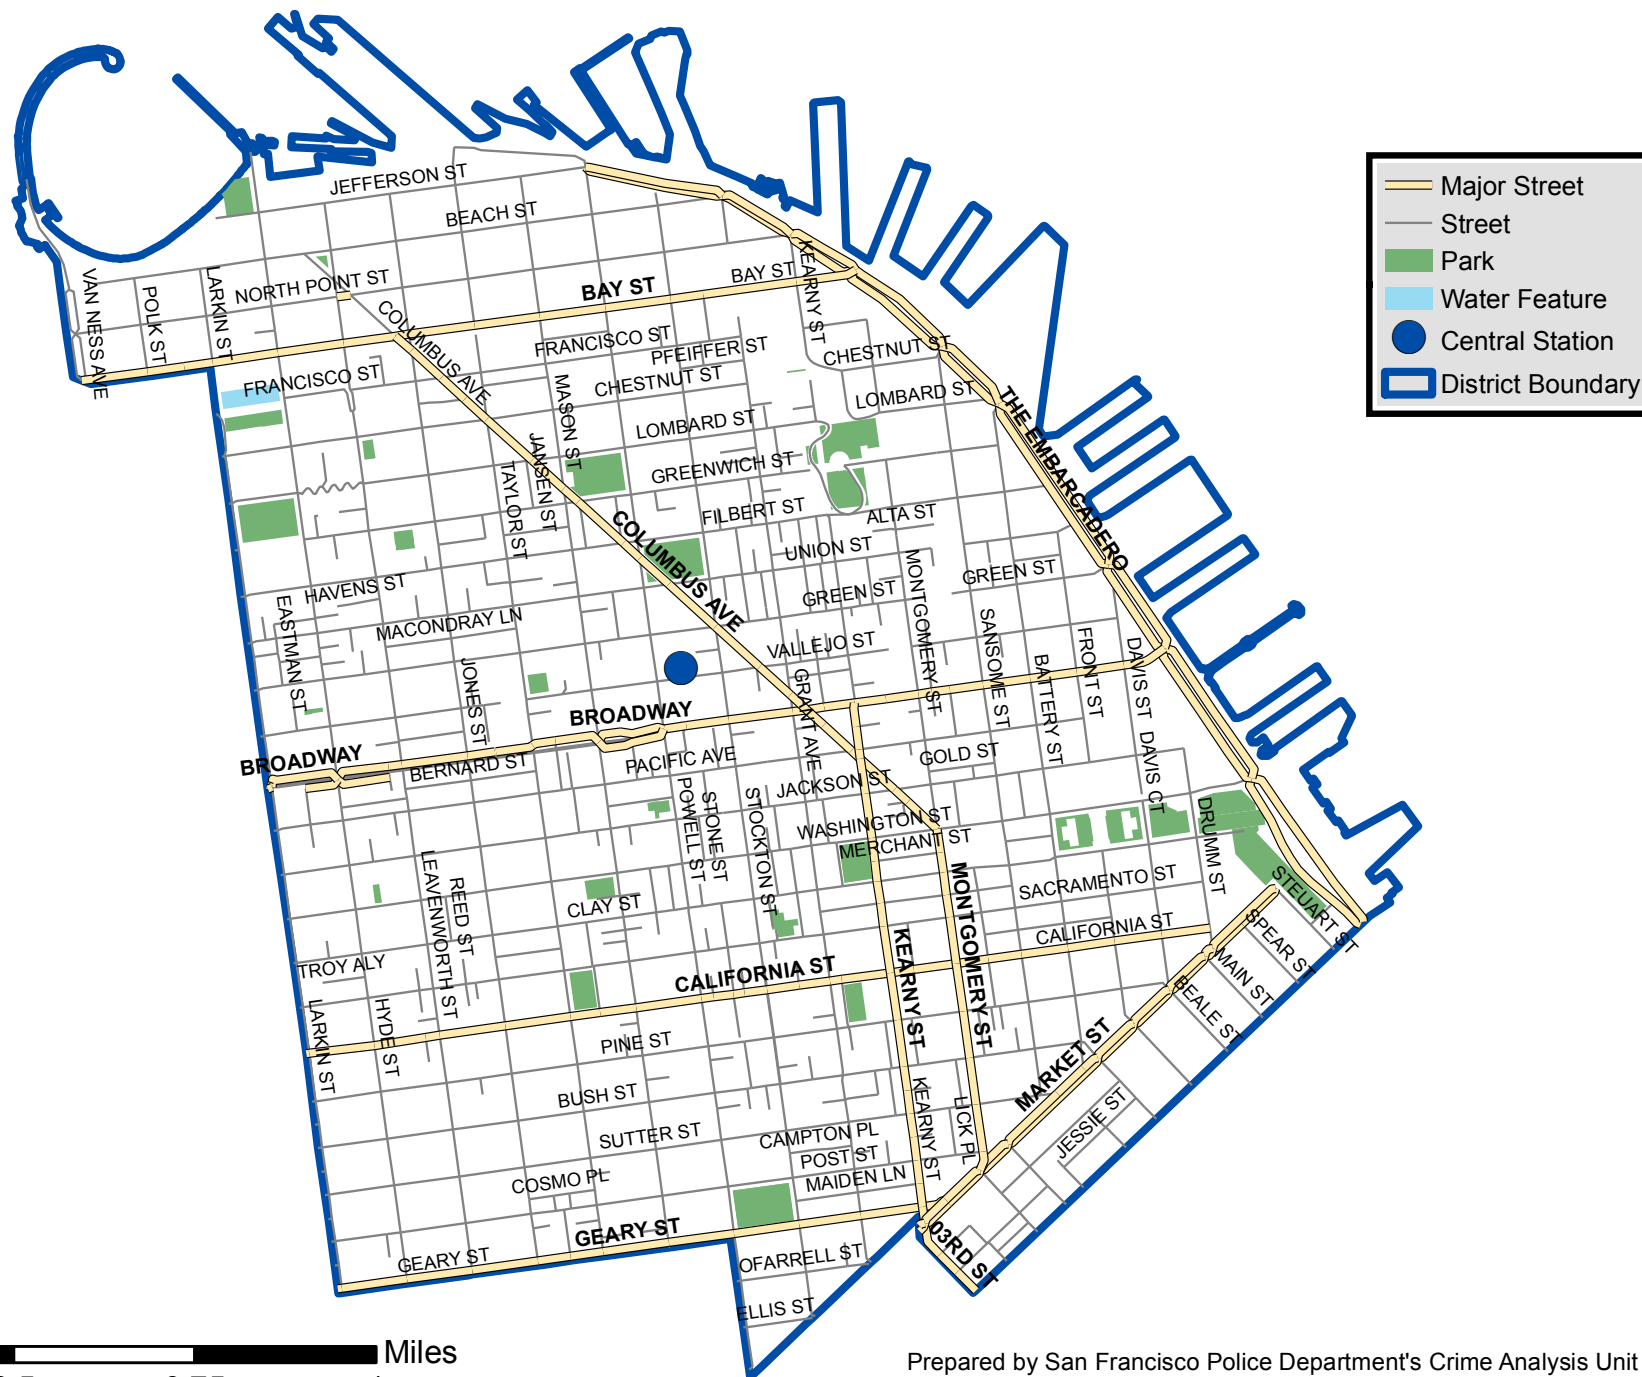 JEFFERSON ST
BEACH ST
Major Street
Street
Park
Water Feature
Central Station
District Boundary
VAN NESS AVE
POLK ST
LARKIN ST
NORTH POINT ST
BAY ST
BAY ST
KEARNY ST
COLUMBUS AVE
FRANCISCO ST
PFEIFFER ST
CHESTNUT ST
FRANCISCO ST
CHESTNUT ST
MASON ST
LOMBARD ST
LOMBARD ST
THE EMBARCADERO
JANSEN ST
TAYLOR ST
GREENWICH ST
FILBERT ST
ALTA ST
COLUMBUS AVE
UNION ST
MONTGOMERY ST
GREEN ST
GREEN ST
HAVENS ST
EASTMAN ST
MACONDRAY LN
VALLEJO ST
SANSOME ST
BATTERY ST
FRONT ST
DAVIS ST
JONES ST
GRANT AVE
BROADWAY
BROADWAY
BERNARD ST
PACIFIC AVE
GOLD ST
DAVIS CT
JACKSON ST
POWELL ST
STONE ST
STOCKTON ST
WASHINGTON ST
MERCHANT ST
DRUMM ST
LEAVENWORTH ST
REED ST
CLAY ST
MONTGOMERY ST
SACRAMENTO ST
STEUART ST
SPEAR ST
CALIFORNIA ST
KEARNY ST
MAIN ST
TROY ALY
CALIFORNIA ST
BEALE ST
LARKIN ST
HYDE ST
PINE ST
MARKET ST
BUSH ST
KEARNY ST
LICK PL
JESSIE ST
SUTTER ST
CAMPTON PL
POST ST
COSMO PL
MAIDEN LN
GEARY ST
GEARY ST
OFARRELL ST
03RD ST
ELLIS ST
Miles
Prepared by San Francisco Police Department's Crime Analysis Unit